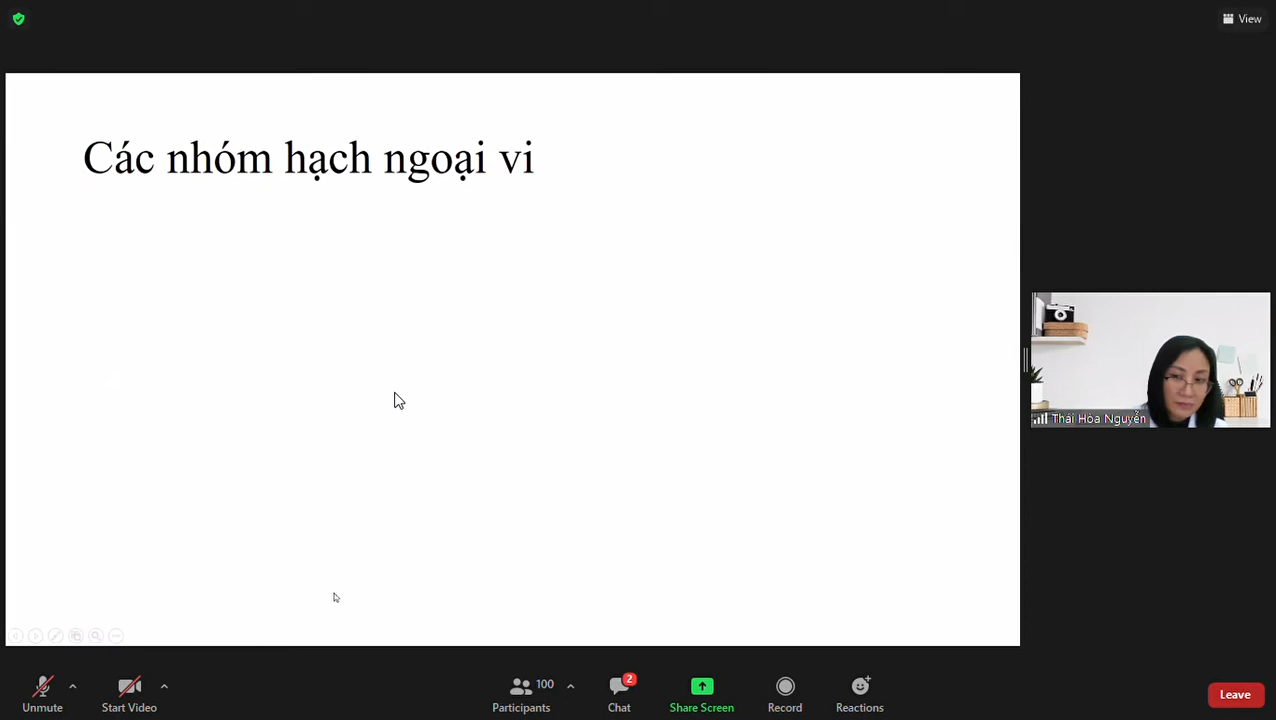 View
Các nhóm hạch ngoại vi
Thái Hòa Nguyễn
Unmute
Start Video
100
Participants
2
Chat
Share Screen
Record
Reactions
Leave